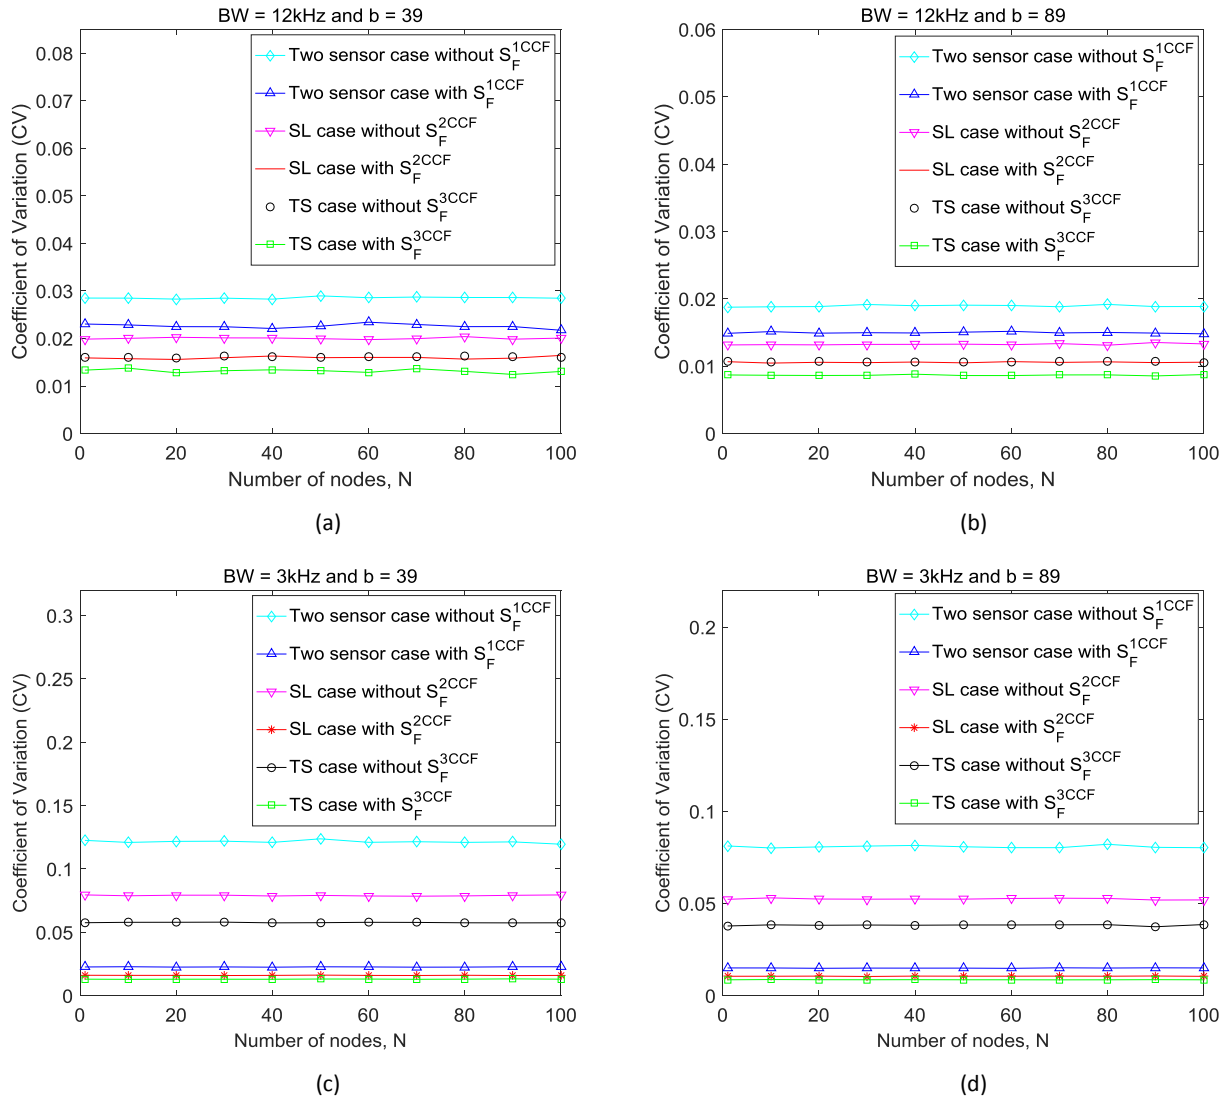 BW = 12kHz and b = 39
0.08
0.07
0.06
0.05
0.04
0.03
0.02
0.01
0
Coefficient of Variation (CV)
Two sensor case without S_F^1CCF
Two sensor case with S_F^1CCF
SL case without S_F^2CCF
SL case with S_F^2CCF
TS case without S_F^3CCF
TS case with S_F^3CCF
0 20 40 60 80 100
Number of nodes, N
(a)
BW = 12kHz and b = 89
0.06
0.05
0.04
0.03
0.02
0.01
0
Coefficient of Variation (CV)
Two sensor case without S_F^1CCF
Two sensor case with S_F^1CCF
SL case without S_F^2CCF
SL case with S_F^2CCF
TS case without S_F^3CCF
TS case with S_F^3CCF
0 20 40 60 80 100
Number of nodes, N
(b)
BW = 3kHz and b = 39
0.3
0.25
0.2
0.15
0.1
0.05
0
Coefficient of Variation (CV)
Two sensor case without S_F^1CCF
Two sensor case with S_F^1CCF
SL case without S_F^2CCF
SL case with S_F^2CCF
TS case without S_F^3CCF
TS case with S_F^3CCF
0 20 40 60 80 100
Number of nodes, N
(c)
BW = 3kHz and b = 89
0.2
0.15
0.1
0.05
0
Coefficient of Variation (CV)
Two sensor case without S_F^1CCF
Two sensor case with S_F^1CCF
SL case without S_F^2CCF
SL case with S_F^2CCF
TS case without S_F^3CCF
TS case with S_F^3CCF
0 20 40 60 80 100
Number of nodes, N
(d)